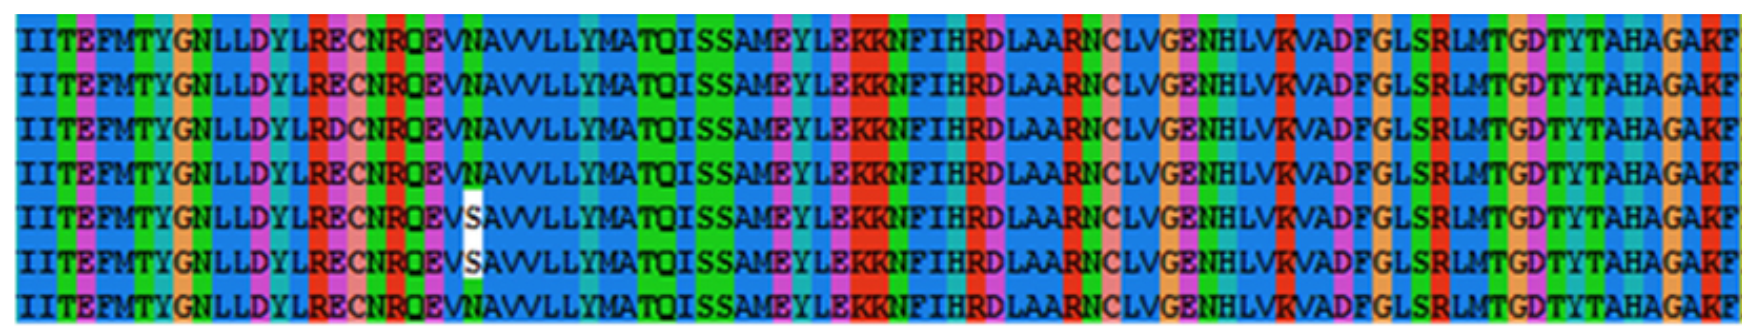 IITEFMTYGNLLDYLRECNRQEVNAVVLLYMATQISSAMEYLEKKNFIHRDLAARNCLVGENHLVKVADFGLSRLMTGDTYTAHAGAKF
IITEFMTYGNLLDYLRECNRQEVNAVVLLYMATQISSAMEYLEKKNFIHRDLAARNCLVGENHLVKVADFGLSRLMTGDTYTAHAGAKF
IITEFMTYGNLLDYLRDCNRQEVNAVVLLYMATQISSAMEYLEKKNFIHRDLAARNCLVGENHLVKVADFGLSRLMTGDTYTAHAGAKF
IITEFMTYGNLLDYLRECNRQEVNAVVLLYMATQISSAMEYLEKKNFIHRDLAARNCLVGENHLVKVADFGLSRLMTGDTYTAHAGAKF
IITEFMTYGNLLDYLRECNRQEVSAVVLLYMATQISSAMEYLEKKNFIHRDLAARNCLVGENHLVKVADFGLSRLMTGDTYTAHAGAKF
IITEFMTYGNLLDYLRECNRQEVSAVVLLYMATQISSAMEYLEKKNFIHRDLAARNCLVGENHLVKVADFGLSRLMTGDTYTAHAGAKF
IITEFMTYGNLLDYLRECNRQEVNAVVLLYMATQISSAMEYLEKKNFIHRDLAARNCLVGENHLVKVADFGLSRLMTGDTYTAHAGAKF